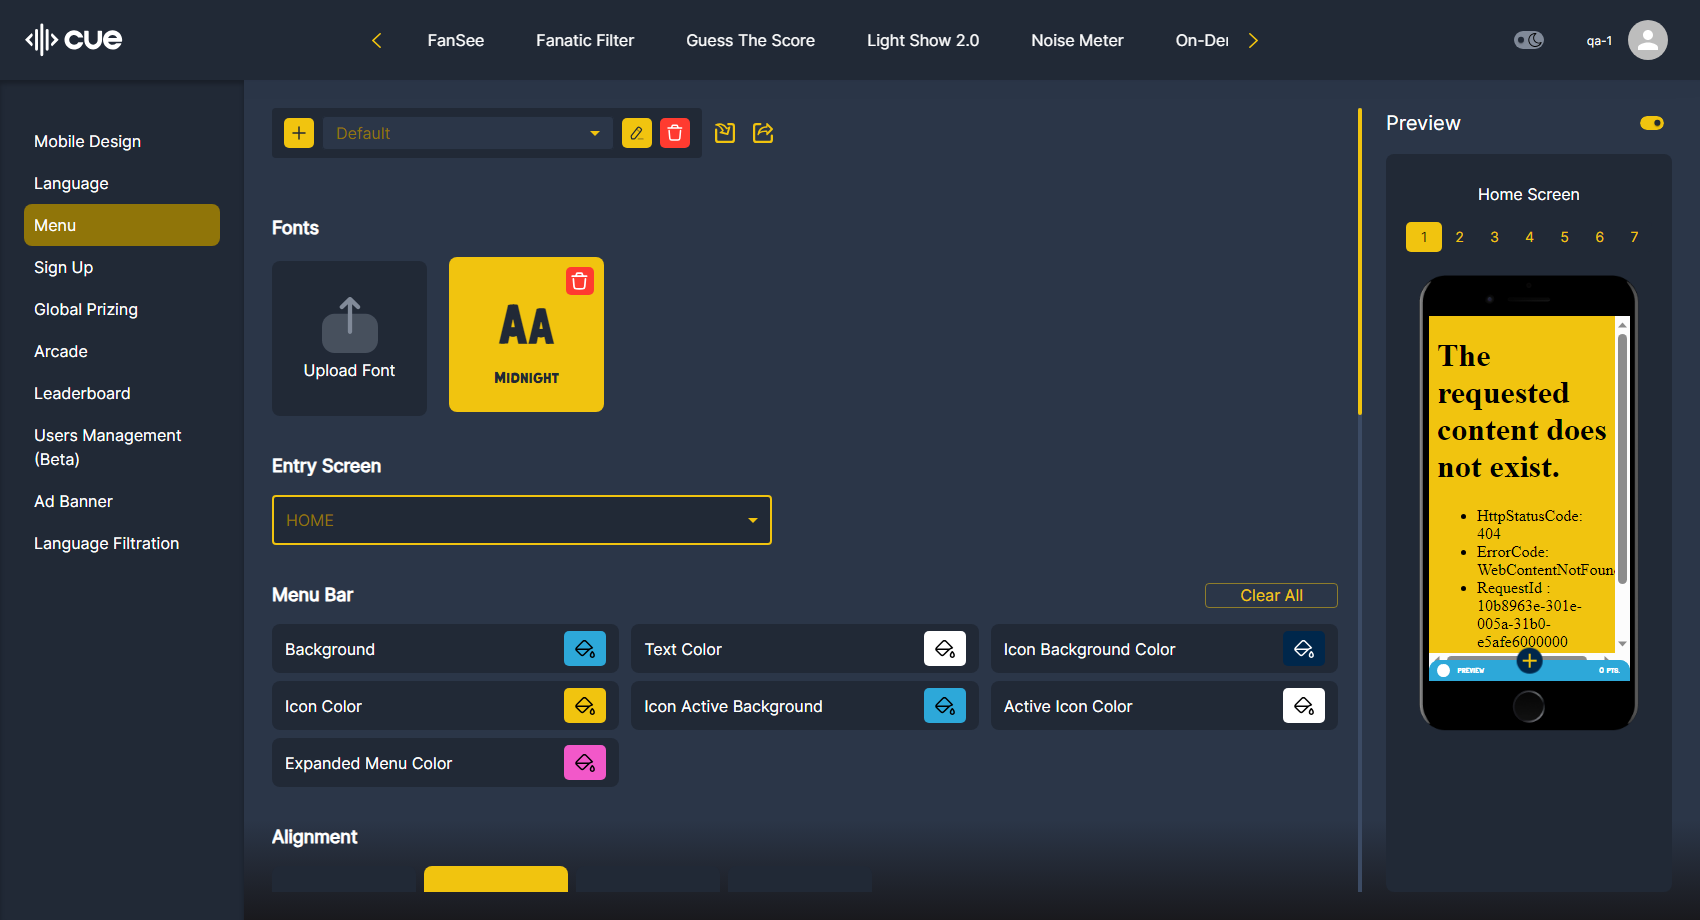 cue
FanSee
Fanatic Filter
Guess The Score
Light Show 2.0
Noise Meter
On-De
qa-1
Mobile Design
Language
Menu
Sign Up
Global Prizing
Arcade
Leaderboard
Users Management
(Beta)
Ad Banner
Language Filtration
Default
Fonts
Upload Font
AA
MIDNIGHT
Entry Screen
HOME
Menu Bar
Clear All
Background
Text Color
Icon Background Color
Icon Color
Icon Active Background
Active Icon Color
Expanded Menu Color
Alignment
Preview
Home Screen
1 2 3 4 5 6 7
The
requested
content does
not exist.
HttpStatusCode:
404
ErrorCode:
WebContentNotFoun
RequestId :
10b8963e-301e-
005a-31b0-
e5afe6000000
PREVIEW
0 PTS.